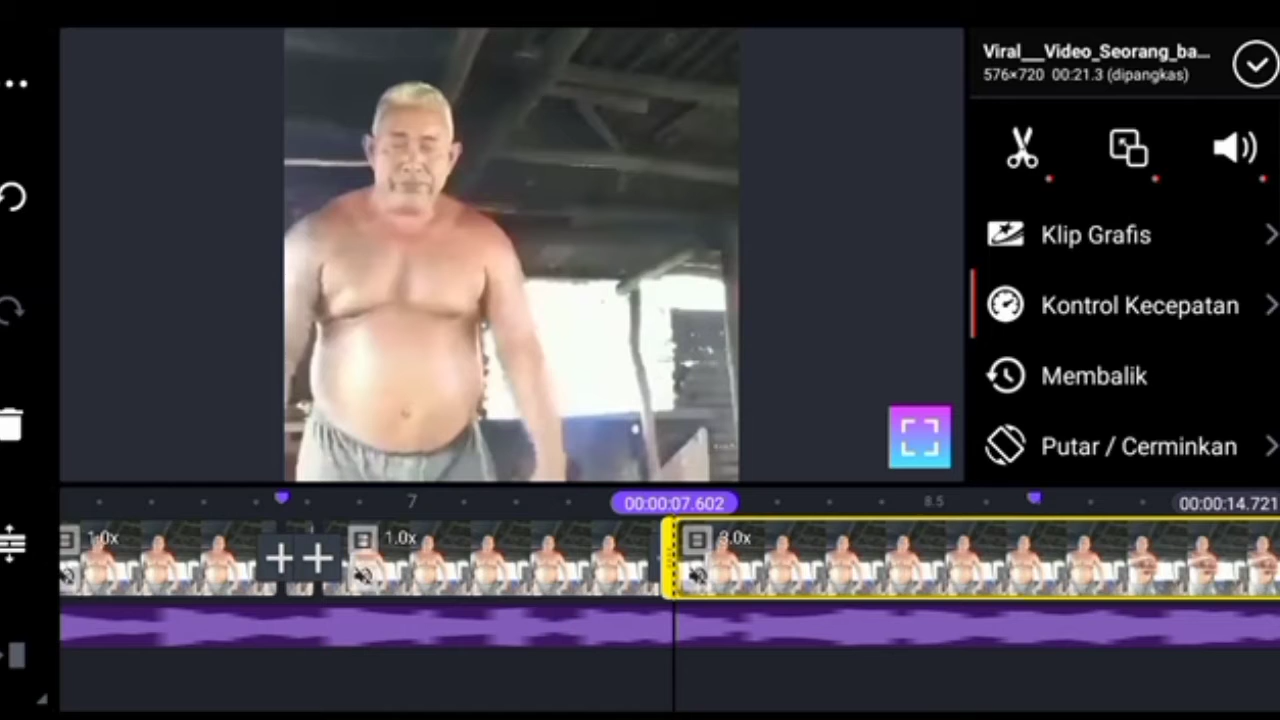 Viral___Video_Seorang_ba...
576×720 00:21.3 (dipangkas)
Klip Grafis
Kontrol Kecepatan
Membalik
Putar / Cerminkan
7
00:00:07.602
8.5
00:00:14.721
1.0x
1.0x
3.0x